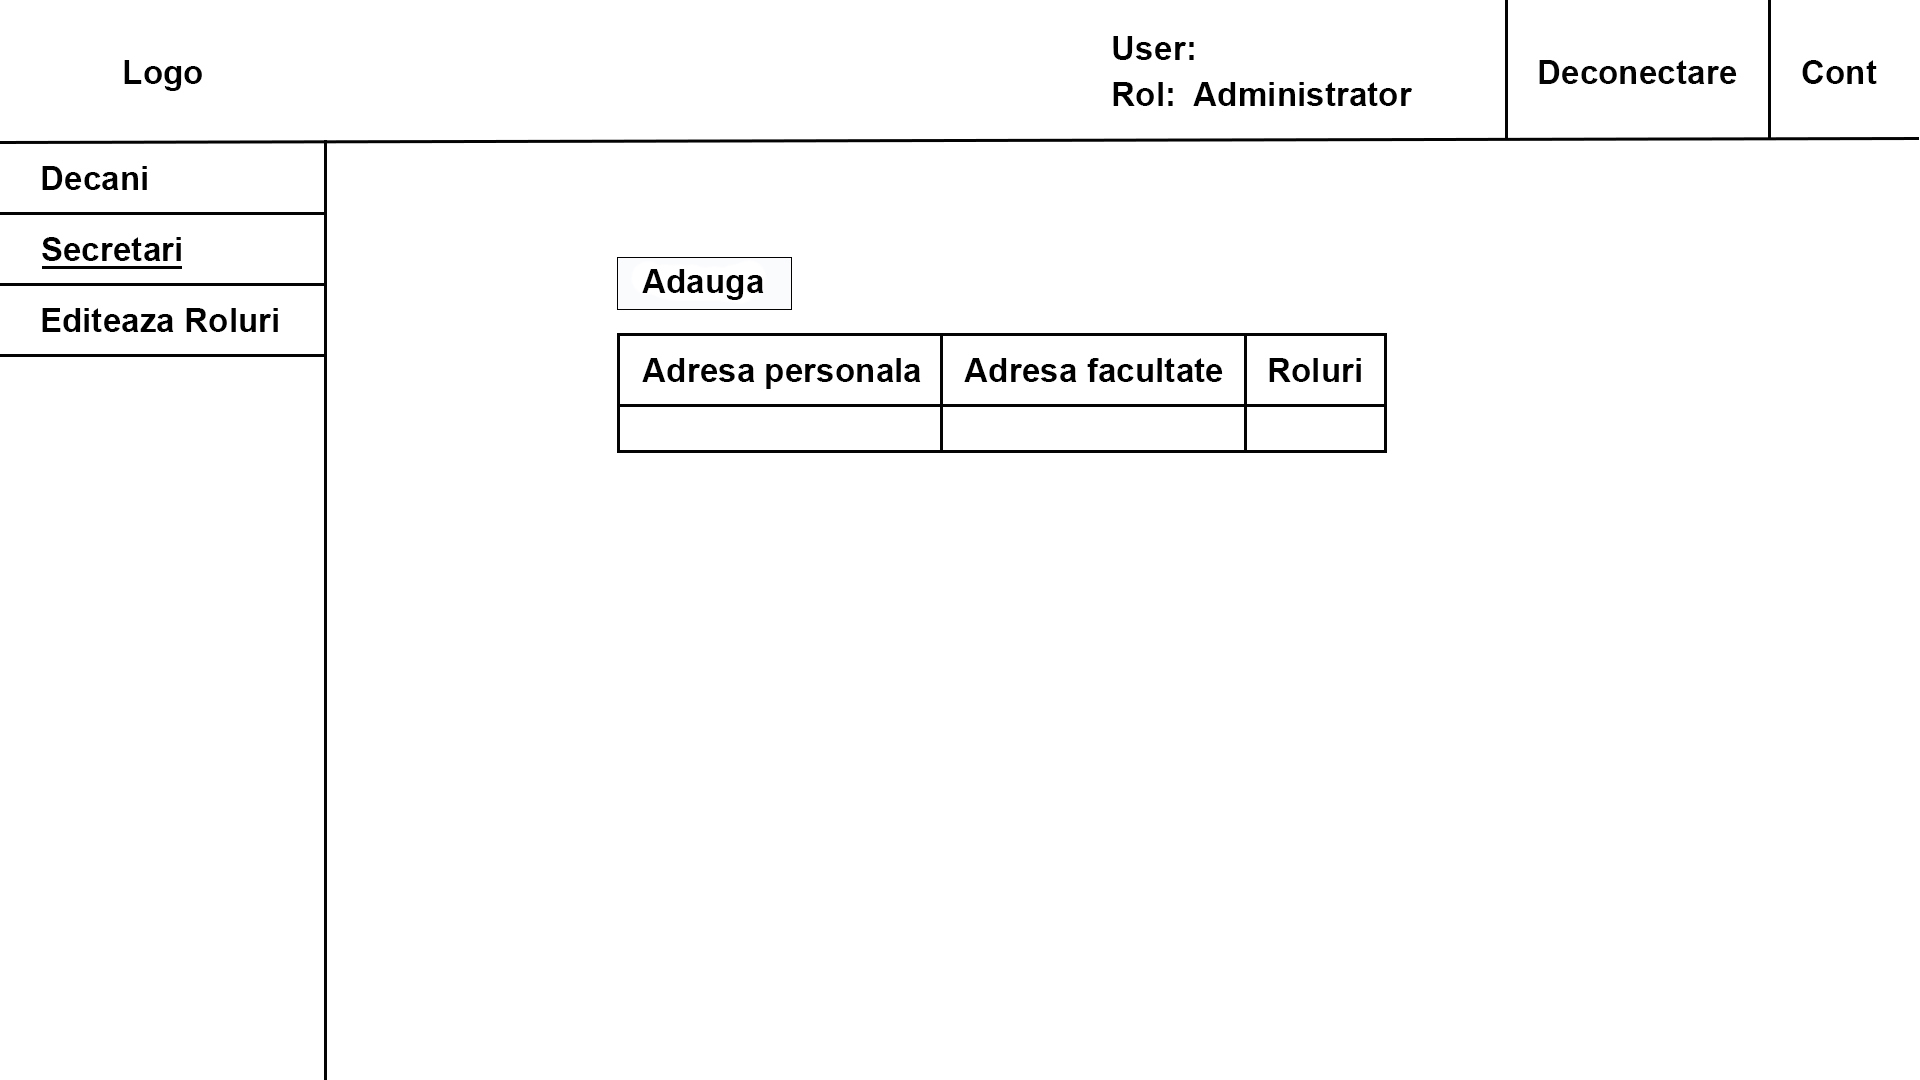 Logo
User:
Rol: Administrator
Deconectare
Cont
Decani
Secretari
Editeaza Roluri
Adauga
Adresa personala Adresa facultate Roluri